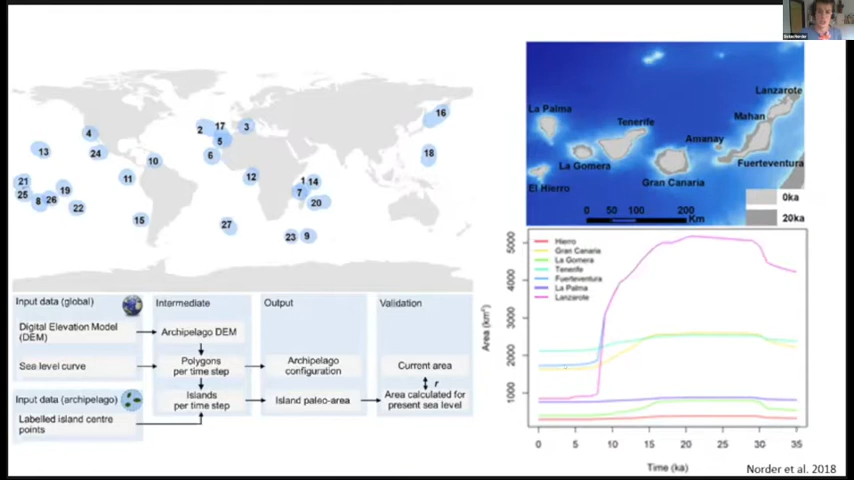 16
4
2
17
3
5
13
24
10
6
18
11
12
1
14
7
21
25
19
8
26
22
20
15
27
23
9
La Palma
Tenerife
Lanzarote
Mahan
Amanay
La Gomera
Fuerteventura
El Hierro
Gran Canaria
0 50 100 200
Km
0ka
20ka
Input data (global)
Digital Elevation Model
(DEM)
Sea level curve
Input data (archipelago)
Labelled island centre
points
Intermediate
Archipelago DEM
Polygons
per time step
Islands
per time step
Output
Archipelago
configuration
Island paleo-area
Validation
Current area
r
Area calculated for
present sea level
Area (km²)
5000
4000
3000
2000
1000
Hierro
Gran Canaria
La Gomera
Tenerife
Fuerteventura
La Palma
Lanzarote
0 5 10 15 20 25 30 35
Time (ka)
Norder et al. 2018